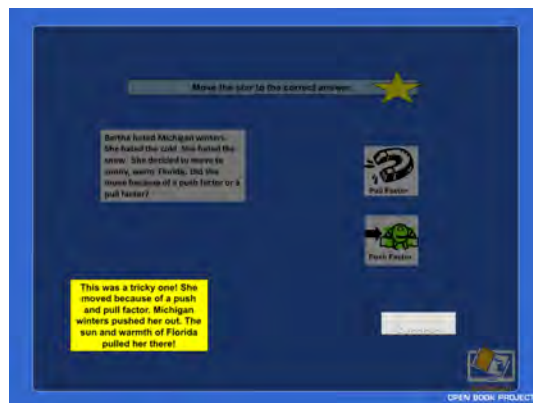 Move the star to the correct answer.
Bertha hated Michigan winters.
She hated the cold. She hated the
snow. She decided to move to
sunny, warm Florida. Did she
move because of a push factor or a
pull factor?
Pull Factor
Push Factor
This was a tricky one! She
moved because of a push
and pull factor. Michigan
winters pushed her out. The
sun and warmth of Florida
pulled her there!
OPEN BOOK PROJECT